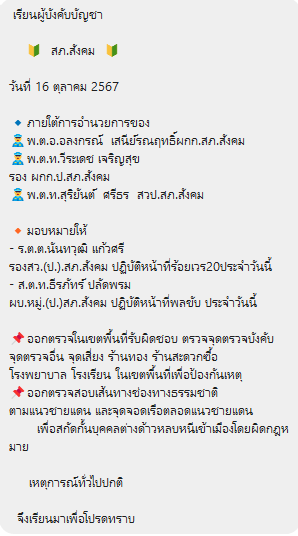 เรียนผู้บังคับบัญชา
🔰 สภ.สังคม 🔰
วันที่ 16 ตุลาคม 2567
🔹ภายใต้การอำนวยการของ
👮พ.ต.อ.อลงกรณ์ เสนีย์รณฤทธิ์ผกก.สภ.สังคม
👮พ.ต.ท.วีระเดช เจริญสุข
รอง ผกก.ป.สภ.สังคม
👮พ.ต.ท.สุริยันต์ ศรีธร สวป.สภ.สังคม
🔸มอบหมายให้
- ร.ต.ต.นันทวุฒิ แก้วศรี
รองสว.(ป.).สภ.สังคม ปฏิบัติหน้าที่ร้อยเวร20ประจำวันนี้
- ส.ต.ท.ธีรภัทร์ ปลัดพรม
ผบ.หมู่.(ป.)สภ.สังคม ปฏิบัติหน้าที่พลขับ ประจำวันนี้
📌ออกตรวจในเขตพื้นที่รับผิดชอบ ตรวจจุดตรวจบังคับ
จุดตรวจอื่น จุดเสี่ยง ร้านทอง ร้านสะดวกซื้อ
โรงพยาบาล โรงเรียน ในเขตพื้นที่เพื่อป้องกันเหตุ
📌ออกตรวจสอบเส้นทางช่องทางธรรมชาติ
ตามแนวชายแดน และจุดจอดเรือตลอดแนวชายแดน
เพื่อสกัดกั้นบุคคลต่างด้าวหลบหนีเข้าเมืองโดยผิดกฎห
มาย
เหตุการณ์ทั่วไปปกติ
จึงเรียนมาเพื่อโปรดทราบ